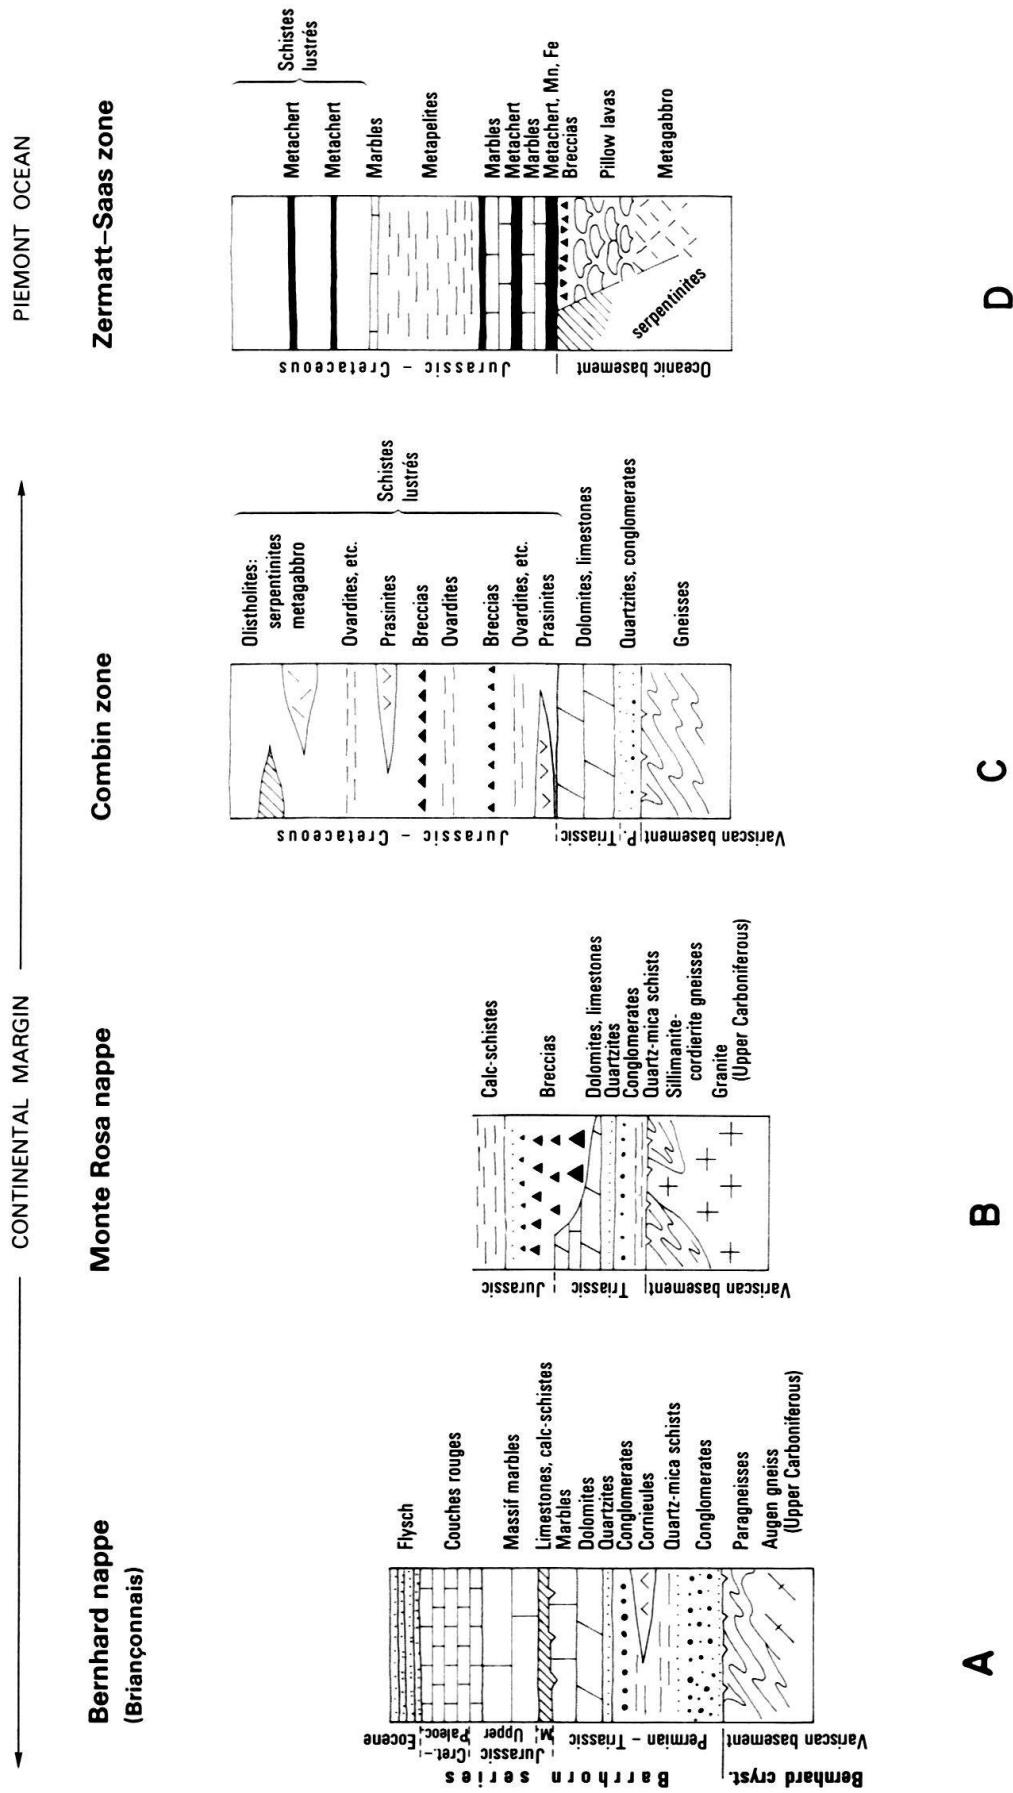 CONTINENTAL MARGIN
PIEMONT OCEAN
Bernhard nappe
(Briançonnais)
Flysch
Couches rouges
Massif marbles
Limestones, calc-schistes
Marbles
Dolomites
Quartzites
Conglomerates
Cornieules
Quartz-mica schists
Conglomerates
Paragneisses
Augen gneiss
(Upper Carboniferous)
Eocene
Cret.–
Paleoc.
Upper
M
Jurassic
Permian – Triassic
Variscan basement
Barrhorn series
Bernhard cryst.
A
Monte Rosa nappe
Calc-schistes
Breccias
Dolomites, limestones
Quartzites
Conglomerates
Quartz-mica schists
Sillimanite-
cordierite gneisses
Granite
(Upper Carboniferous)
Jurassic
Triassic
Variscan basement
B
Combin zone
Olistholites:
serpentinites
metagabbro
Ovardites, etc.
Prasinites
Breccias
Ovardites
Breccias
Ovardites, etc.
Prasinites
Schistes
lustrés
Dolomites, limestones
Quartzites, conglomerates
Gneisses
Jurassic – Cretaceous
Triassic
P.
Variscan basement
C
Zermatt–Saas zone
Schistes
lustrés
Metachert
Metachert
Marbles
Metapelites
Marbles
Metachert
Marbles
Metachert, Mn, Fe
Breccias
Pillow lavas
Metagabbro
serpentinites
Jurassic – Cretaceous
Oceanic basement
D